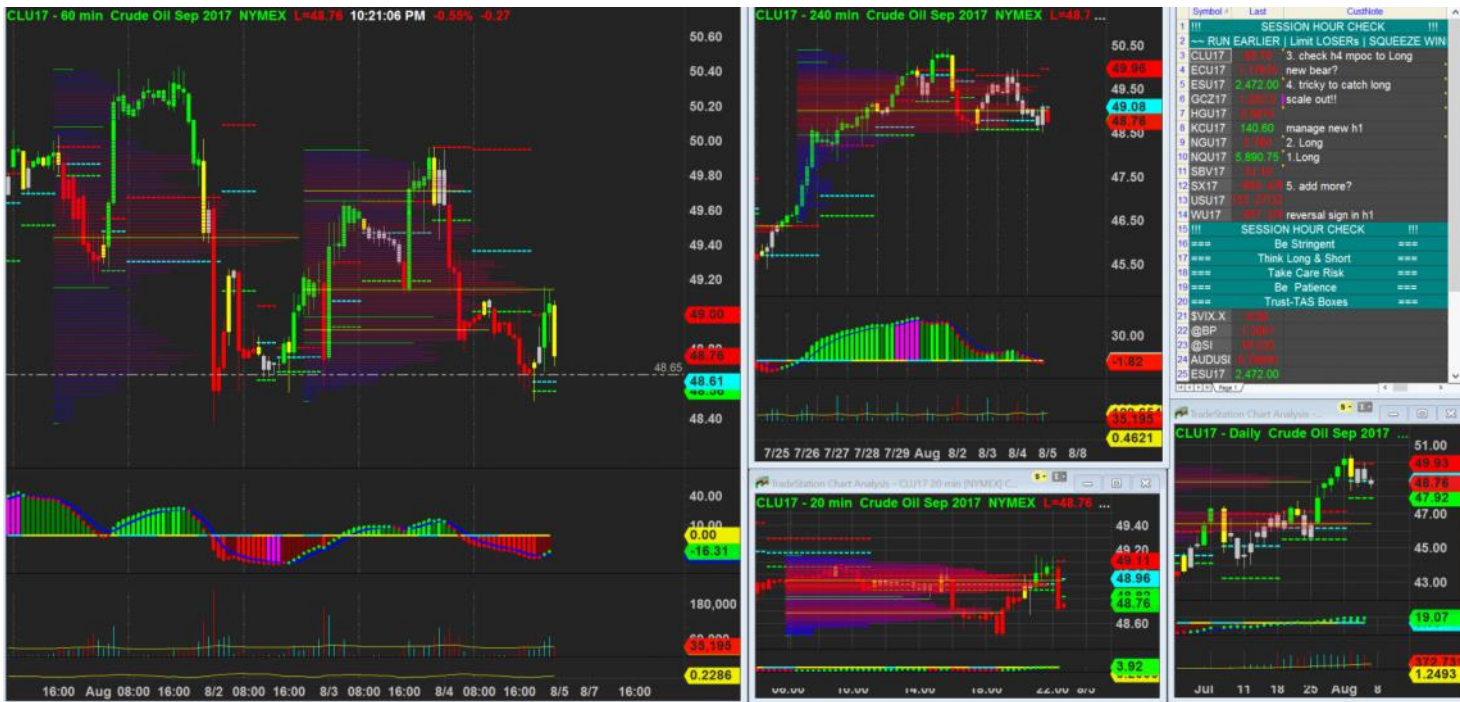 CLU17 - 60 min Crude Oil Sep 2017 NYMEX L=48.76 10:21:06 PM -0.55% -0.27
50.60
50.40
50.20
50.00
49.80
49.60
49.40
49.20
49.00
48.76
48.65
48.61
48.40
40.00
0.00
-16.31
180,000
35,195
0.2286
16:00 Aug 08:00 16:00 8/2 08:00 16:00 8/3 08:00 16:00 8/4 08:00 16:00 8/5 8/7 16:00
CLU17 - 240 min Crude Oil Sep 2017 NYMEX L=48.7 ...
50.50
49.96
49.50
49.08
48.76
48.50
47.50
46.50
45.50
30.00
-1.82
35,195
0.4621
7/25 7/26 7/27 7/28 7/29 Aug 8/2 8/3 8/4 8/5 8/8
TradeStation Chart Analysis - CLU17 20 min [NYMEX] C...
CLU17 - 20 min Crude Oil Sep 2017 NYMEX L=48.76 ...
49.40
49.20
49.11
48.96
48.76
48.60
3.92
Symbol Last CustNote
1 !!! SESSION HOUR CHECK !!!
2 ~~ RUN EARLIER | Limit LOSERs | SQUEEZE WIN
3 CLU17 3. check h4 mpoc to Long
4 ECU17 new bear?
5 ESU17 2,472.00 4. tricky to catch long
6 GCZ17 scale out!!
7 HGU17
8 KCU17 140.60 manage new h1
9 NGU17 2. Long
10 NQU17 5,890.75 1.Long
11 SBV17
12 SX17 5. add more?
13 USU17
14 WU17 reversal sign in h1
15 !!! SESSION HOUR CHECK !!!
16 === Be Stringent ===
17 === Think Long & Short ===
18 === Take Care Risk ===
19 === Be Patience ===
20 === Trust-TAS Boxes ===
21 $VIX.X
22 @BP
23 @SI
24 AUDUSI
25 ESU17 2,472.00
Page 1
TradeStation Chart Analysis - ...
CLU17 - Daily Crude Oil Sep 2017 ...
51.00
49.93
48.76
47.92
47.00
45.00
43.00
19.07
1.2493
Jul 11 18 25 Aug 8